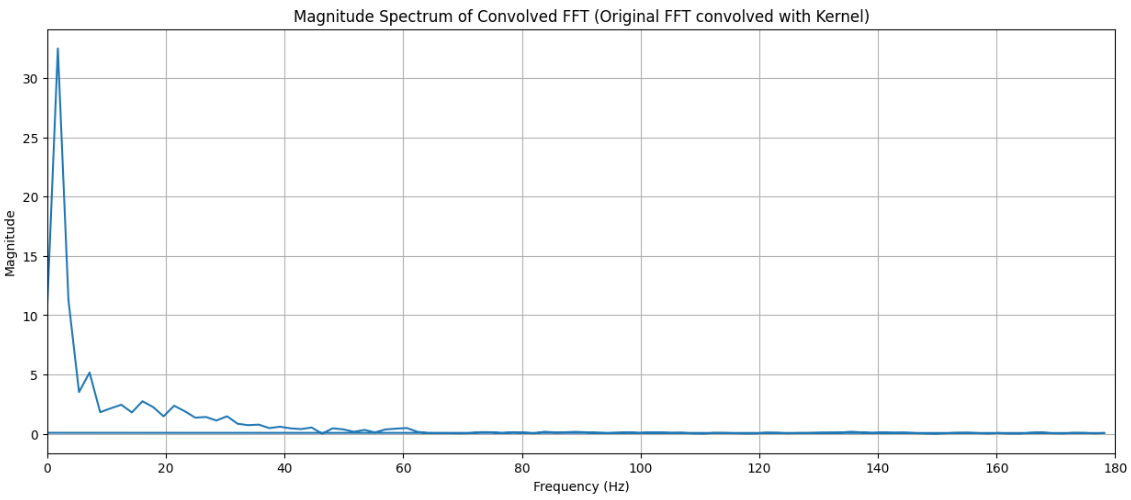 Magnitude Spectrum of Convolved FFT (Original FFT convolved with Kernel)
Magnitude
30
25
20
15
10
5
0
0 20 40 60 80 100 120 140 160 180
Frequency (Hz)